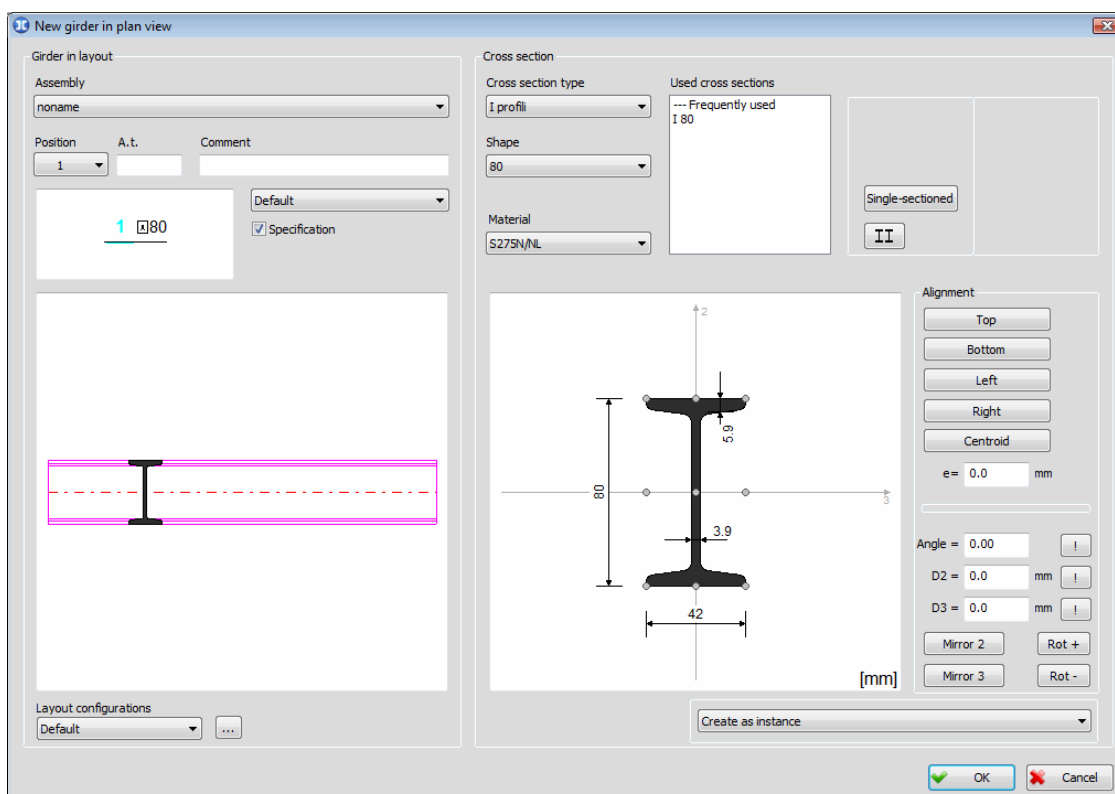 New girder in plan view
Girder in layout
Assembly
noname
Position A.t. Comment
1
1 I80
Default
Specification
Layout configurations
Default ...
Cross section
Cross section type
I profili
Shape
80
Material
S275N/NL
Used cross sections
--- Frequently used
I 80
Single-sectioned
II
2
5.9
80
3
3.9
42
[mm]
Alignment
Top
Bottom
Left
Right
Centroid
e= 0.0 mm
Angle = 0.00 !
D2 = 0.0 mm !
D3 = 0.0 mm !
Mirror 2 Rot +
Mirror 3 Rot -
Create as instance
OK Cancel